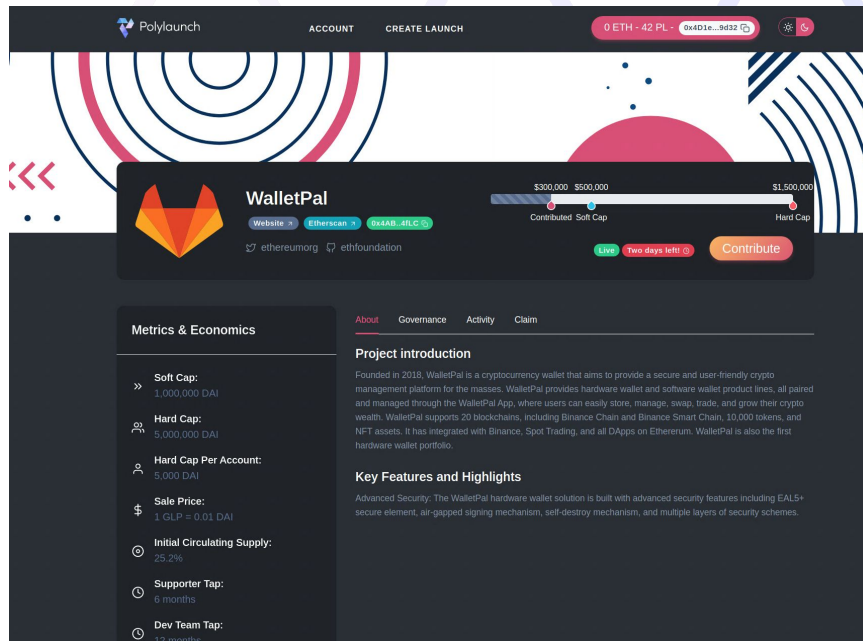 Polylaunch
ACCOUNT
CREATE LAUNCH
0 ETH - 42 PL - 0x4D1e...9d32
WalletPal
Website
Etherscan
0x4AB..4fLC
ethereumorg
ethfoundation
$300,000
$500,000
$1,500,000
Contributed
Soft Cap
Hard Cap
Live
Two days left!
Contribute
Metrics & Economics
Soft Cap:
1,000,000 DAI
Hard Cap:
5,000,000 DAI
Hard Cap Per Account:
5,000 DAI
Sale Price:
1 GLP = 0.01 DAI
Initial Circulating Supply:
25.2%
Supporter Tap:
6 months
Dev Team Tap:
12 months
About
Governance
Activity
Claim
Project introduction
Founded in 2018, WalletPal is a cryptocurrency wallet that aims to provide a secure and user-friendly crypto
management platform for the masses. WalletPal provides hardware wallet and software wallet product lines, all paired
and managed through the WalletPal App, where users can easily store, manage, swap, trade, and grow their crypto
wealth. WalletPal supports 20 blockchains, including Binance Chain and Binance Smart Chain, 10,000 tokens, and
NFT assets. It has integrated with Binance, Spot Trading, and all DApps on Ethererum. WalletPal is also the first
hardware wallet portfolio.
Key Features and Highlights
Advanced Security: The WalletPal hardware wallet solution is built with advanced security features including EAL5+
secure element, air-gapped signing mechanism, self-destroy mechanism, and multiple layers of security schemes.